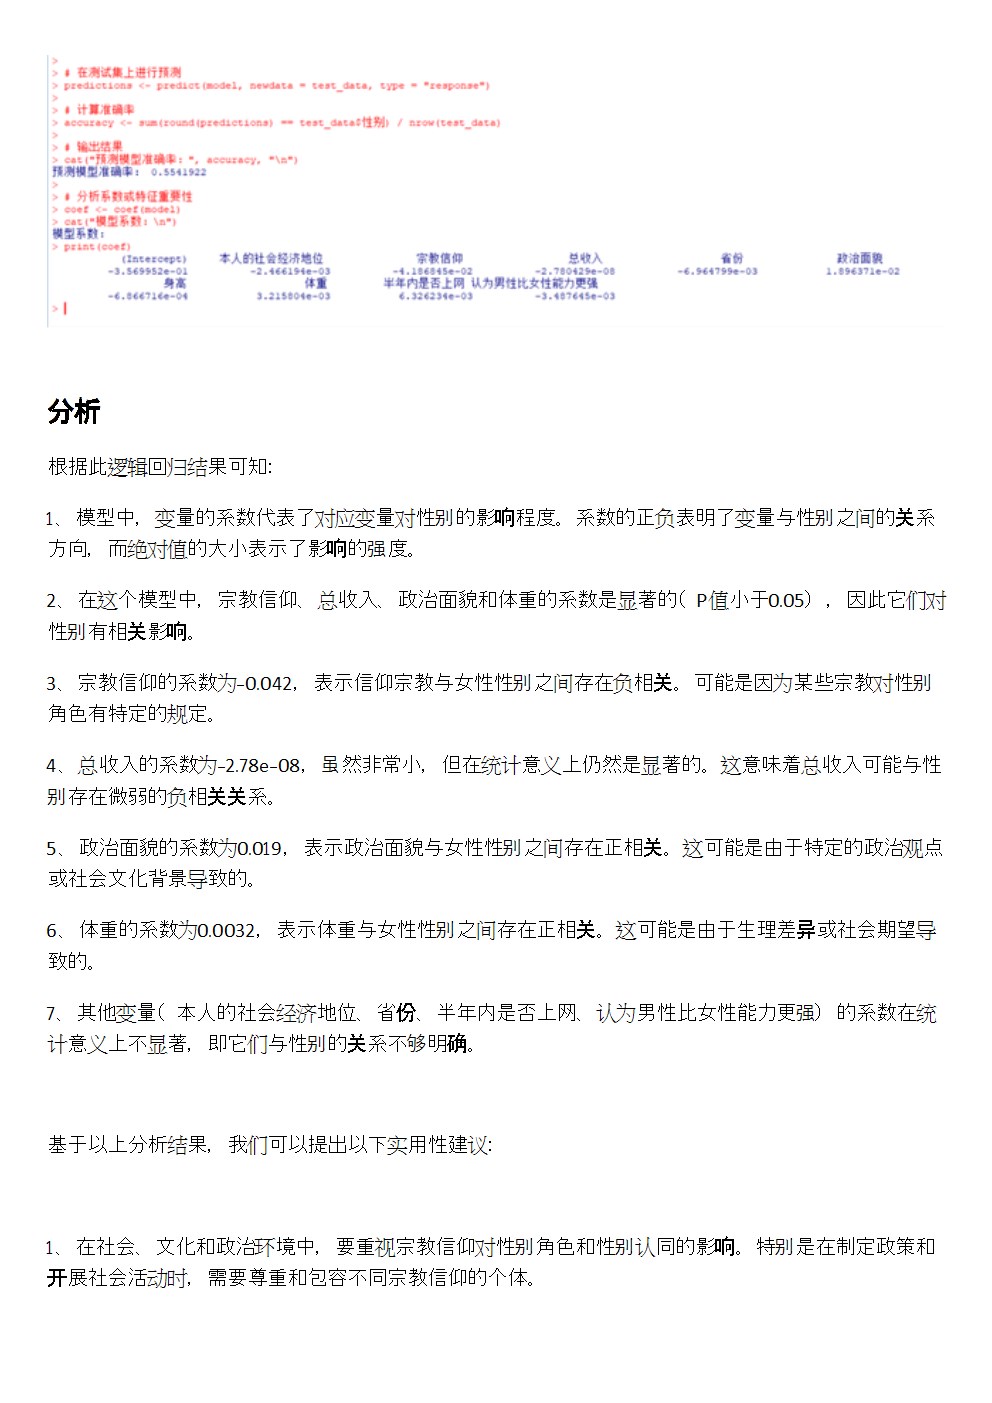 >
> # 在测试集上进行预测
> predictions <- predict(model, newdata = test_data, type = "response")
>
> # 计算准确率
> accuracy <- sum(round(predictions) == test_data$性别) / nrow(test_data)
>
> # 输出结果
> cat("预测模型准确率: ", accuracy, "\n")
预测模型准确率:  0.5541922
>
> # 分析系数或特征重要性
> coef <- coef(model)
> cat("模型系数: \n")
模型系数:
> print(coef)
(Intercept) 本人的社会经济地位 宗教信仰 总收入 省份 政治面貌
-3.569952e-01 -2.466194e-03 -4.186845e-02 -2.780429e-08 -6.964799e-03 1.896371e-02
身高 体重 半年内是否上网 认为男性比女性能力更强
-6.866716e-04 3.215804e-03 6.326234e-03 -3.487645e-03
>
分析
根据此逻辑回归结果可知:
1、模型中，变量的系数代表了对应变量对性别的影响程度。系数的正负表明了变量与性别之间的关系
方向，而绝对值的大小表示了影响的强度。
2、在这个模型中，宗教信仰、总收入、政治面貌和体重的系数是显著的（P值小于0.05），因此它们对
性别有相关影响。
3、宗教信仰的系数为-0.042，表示信仰宗教与女性性别之间存在负相关。可能是因为某些宗教对性别
角色有特定的规定。
4、总收入的系数为-2.78e-08，虽然非常小，但在统计意义上仍然是显著的。这意味着总收入可能与性
别存在微弱的负相关关系。
5、政治面貌的系数为0.019，表示政治面貌与女性性别之间存在正相关。这可能是由于特定的政治观点
或社会文化背景导致的。
6、体重的系数为0.0032，表示体重与女性性别之间存在正相关。这可能是由于生理差异或社会期望导
致的。
7、其他变量（本人的社会经济地位、省份、半年内是否上网、认为男性比女性能力更强）的系数在统
计意义上不显著，即它们与性别的关系不够明确。
基于以上分析结果，我们可以提出以下实用性建议:
1、在社会、文化和政治环境中，要重视宗教信仰对性别角色和性别认同的影响。特别是在制定政策和
开展社会活动时，需要尊重和包容不同宗教信仰的个体。